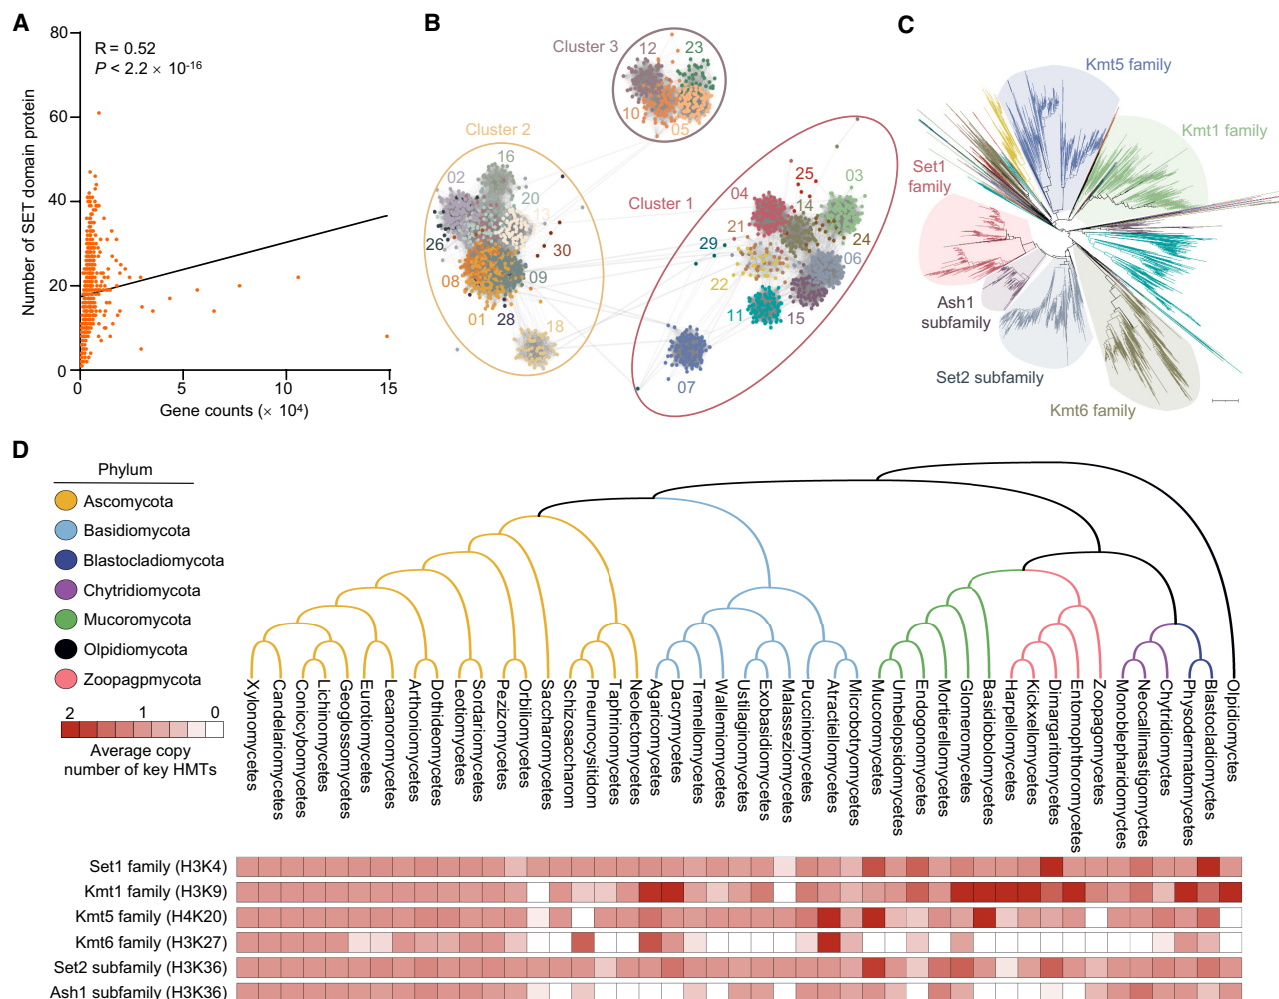 A
80
60
40
20
0
R = 0.52
P < 2.2 × 10-16
Number of SET domain protein
0
5
10
15
Gene counts (× 10⁴)
B
Cluster 3
12
23
10
05
Cluster 2
16
02
20
13
26
08
09
30
01
28
18
Cluster 1
25
03
04
14
21
29
24
06
22
11
15
07
C
Kmt5 family
Kmt1 family
Set1
family
Ash1
subfamily
Set2 subfamily
Kmt6 family
D
Phylum
Ascomycota
Basidiomycota
Blastocladiomycota
Chytridiomycota
Mucoromycota
Olpidiomycota
Zoopagpmycota
2
1
0
Average copy
number of key HMTs
Xylonomycetes
Candelariomycetes
Coniocybomycetes
Lichinomycetes
Geoglossomycetes
Eurotiomycetes
Lecanoromycetes
Arthoniomycetes
Dothideomycetes
Leotiomycetes
Sordariomycetes
Pezizomycetes
Orbiliomycetes
Saccharomycetes
Schizosaccharom
Pneumocysitidom
Taphrinomycetes
Neolectomycetes
Agaricomycetes
Dacrymycetes
Tremellomycetes
Wallemiomycetes
Ustilaginomycetes
Exobasidiomycetes
Malasseziomycetes
Pucciniomycetes
Atractiellomycetes
Microbotryomycetes
Mucoromycetes
Umbelopsidomycetes
Endogonomycetes
Mortierellomycetes
Glomeromycetes
Basidiobolomycetes
Harpellomycetes
Kickxellomycetes
Dimargaritomycetes
Entomophthoromycetes
Zoopagomycetes
Monoblepharidomyctes
Neocallimastigomyctes
Chytridiomyctes
Physodermatomycetes
Blastocladiomyctes
Olpidiomyctes
Set1 family (H3K4)
Kmt1 family (H3K9)
Kmt5 family (H4K20)
Kmt6 family (H3K27)
Set2 subfamily (H3K36)
Ash1 subfamily (H3K36)